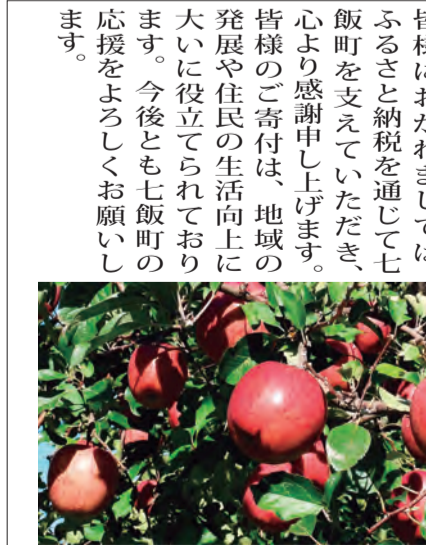 皆様におかれましては
ふるさと納税を通じて七
飯町を支えていただき、
心より感謝申し上げます。
皆様のご寄付は、地域の
発展や住民の生活向上に
大いに役立てられており
ます。今後とも七飯町の
応援をよろしくお願いし
ます。